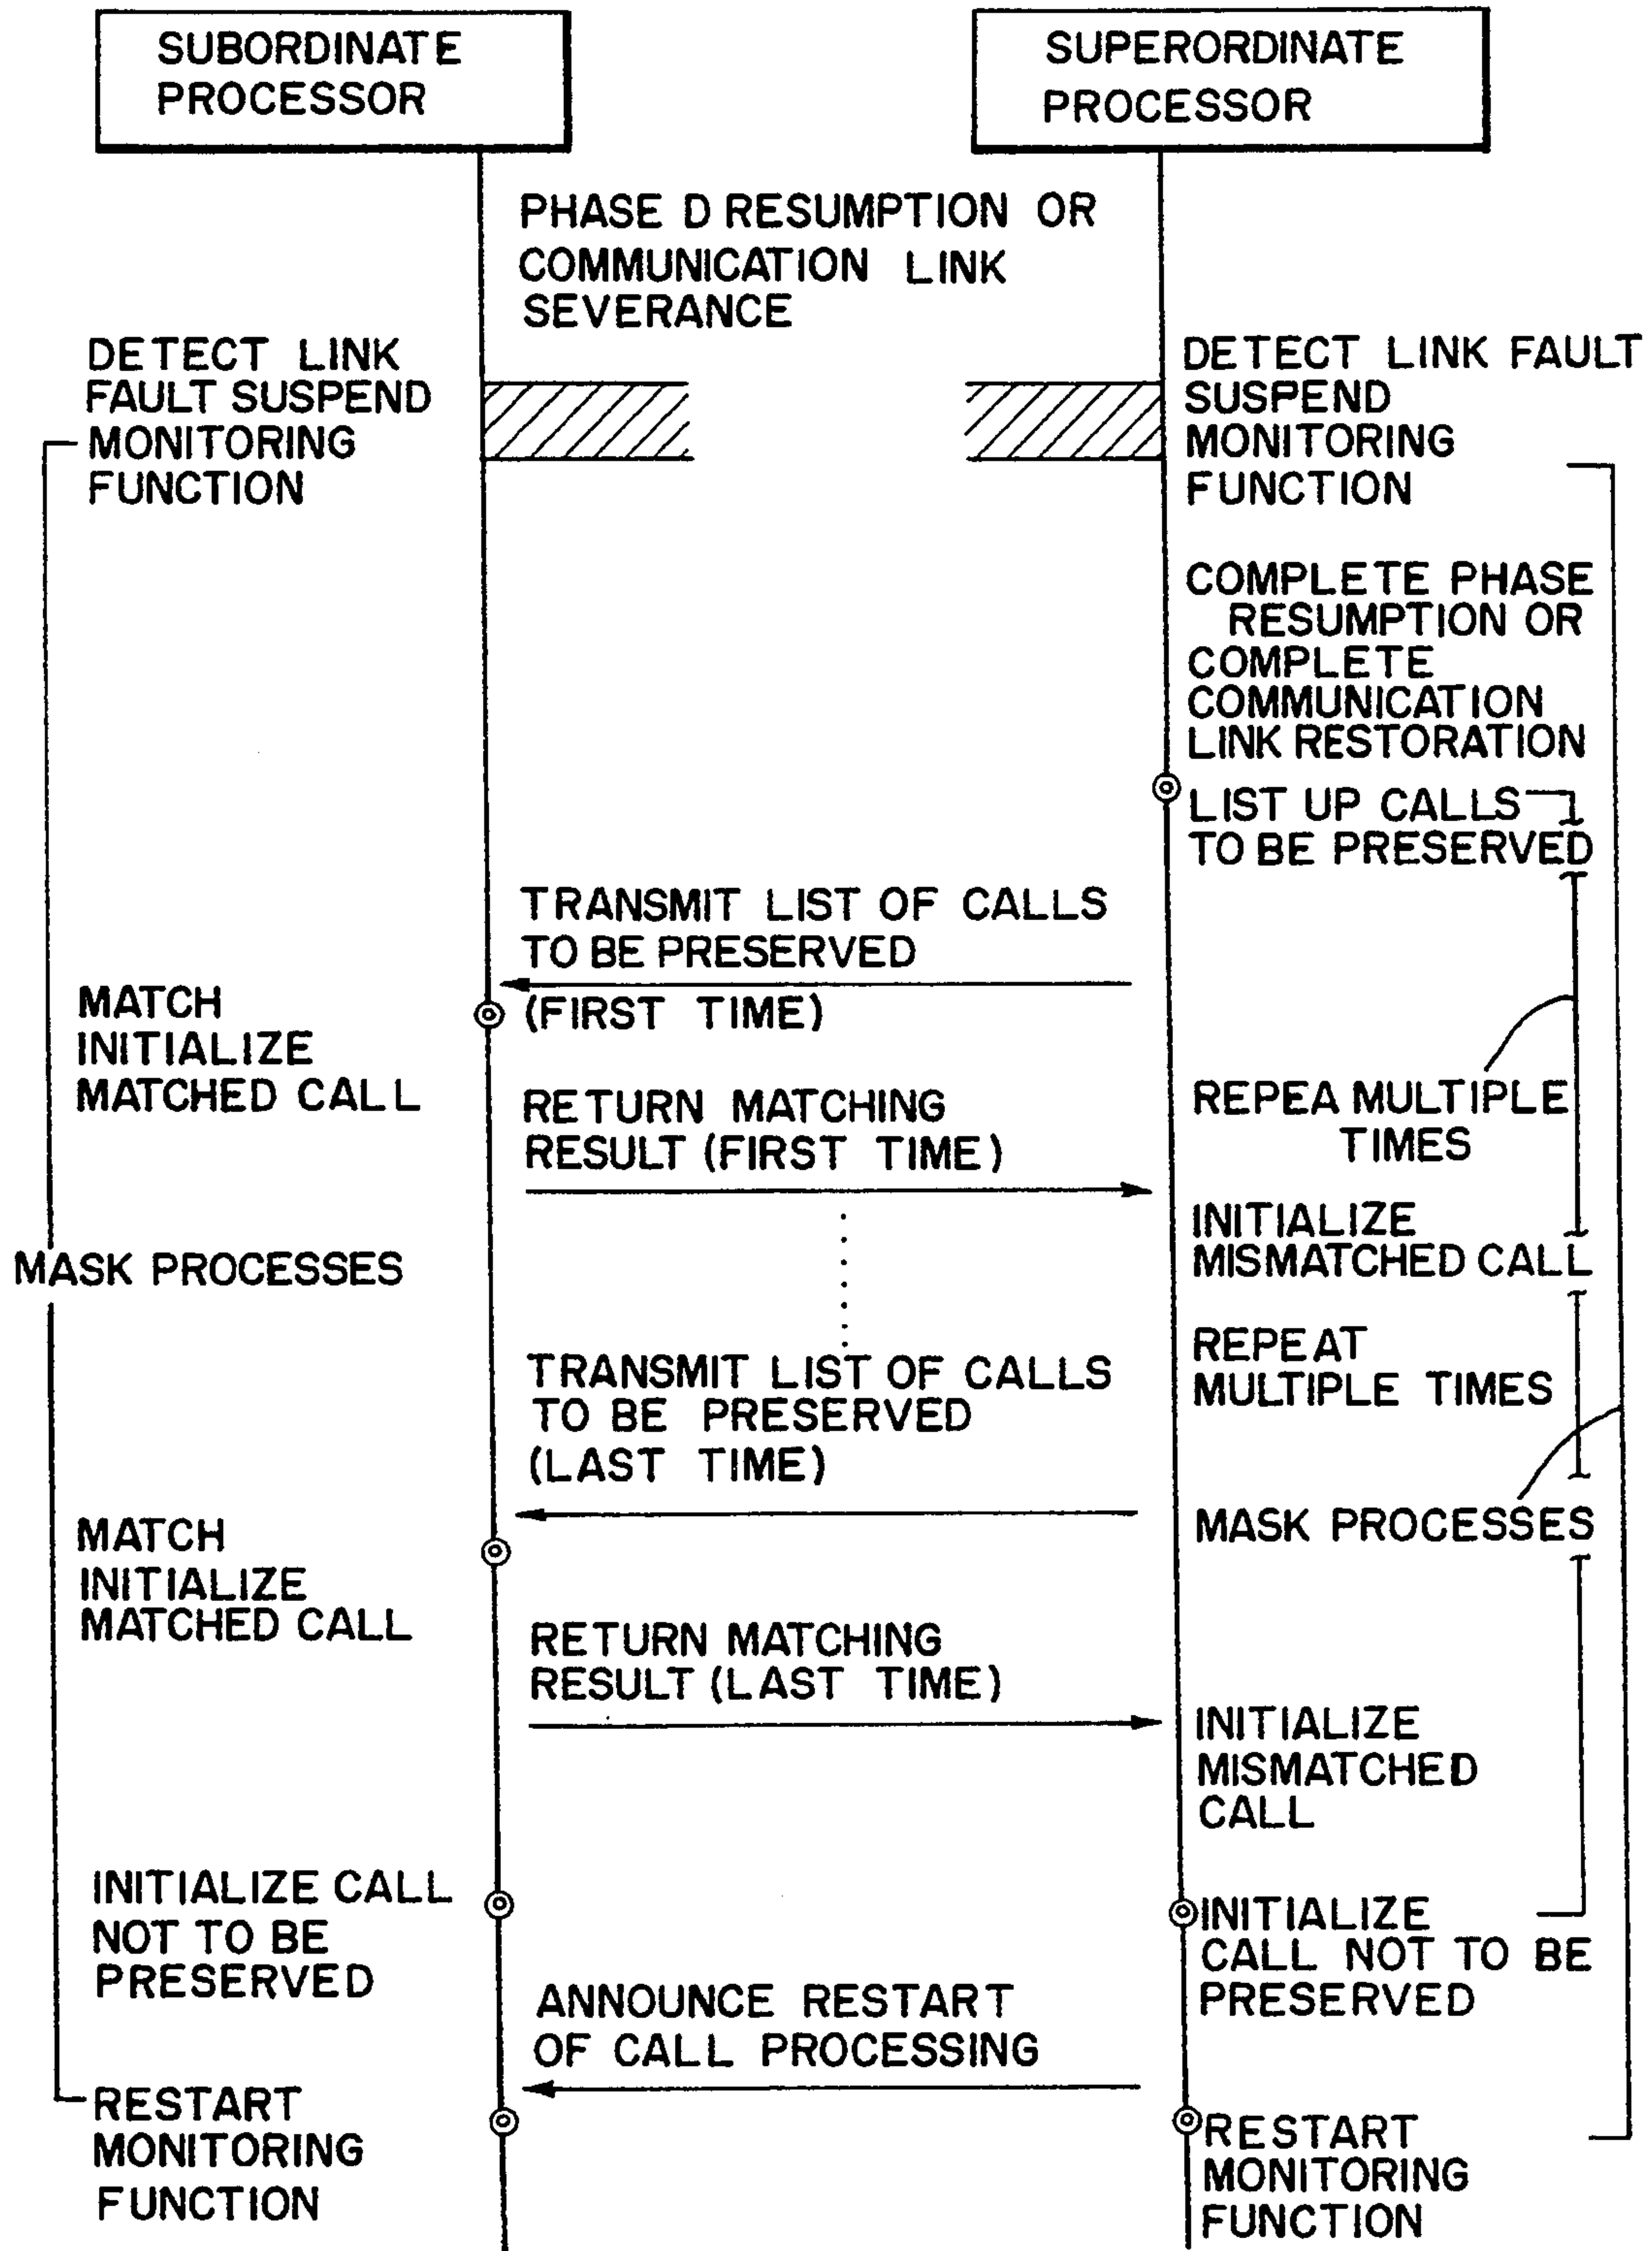 SUBORDINATE
PROCESSOR
SUPERORDINATE
PROCESSOR
PHASE D RESUMPTION OR
COMMUNICATION LINK
SEVERANCE
DETECT LINK
FAULT SUSPEND
MONITORING
FUNCTION
DETECT LINK FAULT
SUSPEND
MONITORING
FUNCTION
COMPLETE PHASE
RESUMPTION OR
COMPLETE
COMMUNICATION
LINK RESTORATION
LIST UP CALLS
TO BE PRESERVED
TRANSMIT LIST OF CALLS
TO BE PRESERVED
(FIRST TIME)
MATCH
INITIALIZE
MATCHED CALL
RETURN MATCHING
RESULT (FIRST TIME)
REPEA MULTIPLE
TIMES
INITIALIZE
MISMATCHED CALL
MASK PROCESSES
REPEAT
MULTIPLE TIMES
TRANSMIT LIST OF CALLS
TO BE PRESERVED
(LAST TIME)
MASK PROCESSES
MATCH
INITIALIZE
MATCHED CALL
RETURN MATCHING
RESULT (LAST TIME)
INITIALIZE
MISMATCHED
CALL
INITIALIZE CALL
NOT TO BE
PRESERVED
INITIALIZE
CALL NOT TO BE
PRESERVED
ANNOUNCE RESTART
OF CALL PROCESSING
RESTART
MONITORING
FUNCTION
RESTART
MONITORING
FUNCTION